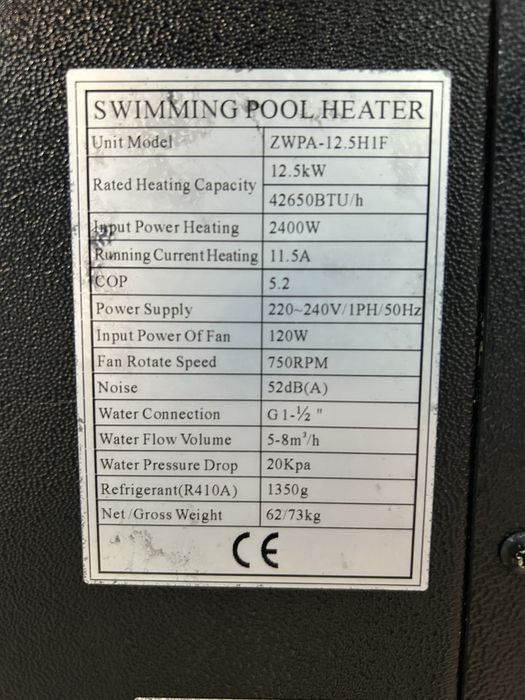 SWIMMING POOL HEATER
Unit Model ZWPA-12.5H1F
Rated Heating Capacity 12.5kW
42650BTU/h
Input Power Heating 2400W
Running Current Heating 11.5A
COP 5.2
Power Supply 220~240V/1PH/50Hz
Input Power Of Fan 120W
Fan Rotate Speed 750RPM
Noise 52dB(A)
Water Connection G 1-½ "
Water Flow Volume 5-8m³/h
Water Pressure Drop 20Kpa
Refrigerant(R410A) 1350g
Net/Gross Weight 62/73kg
CE